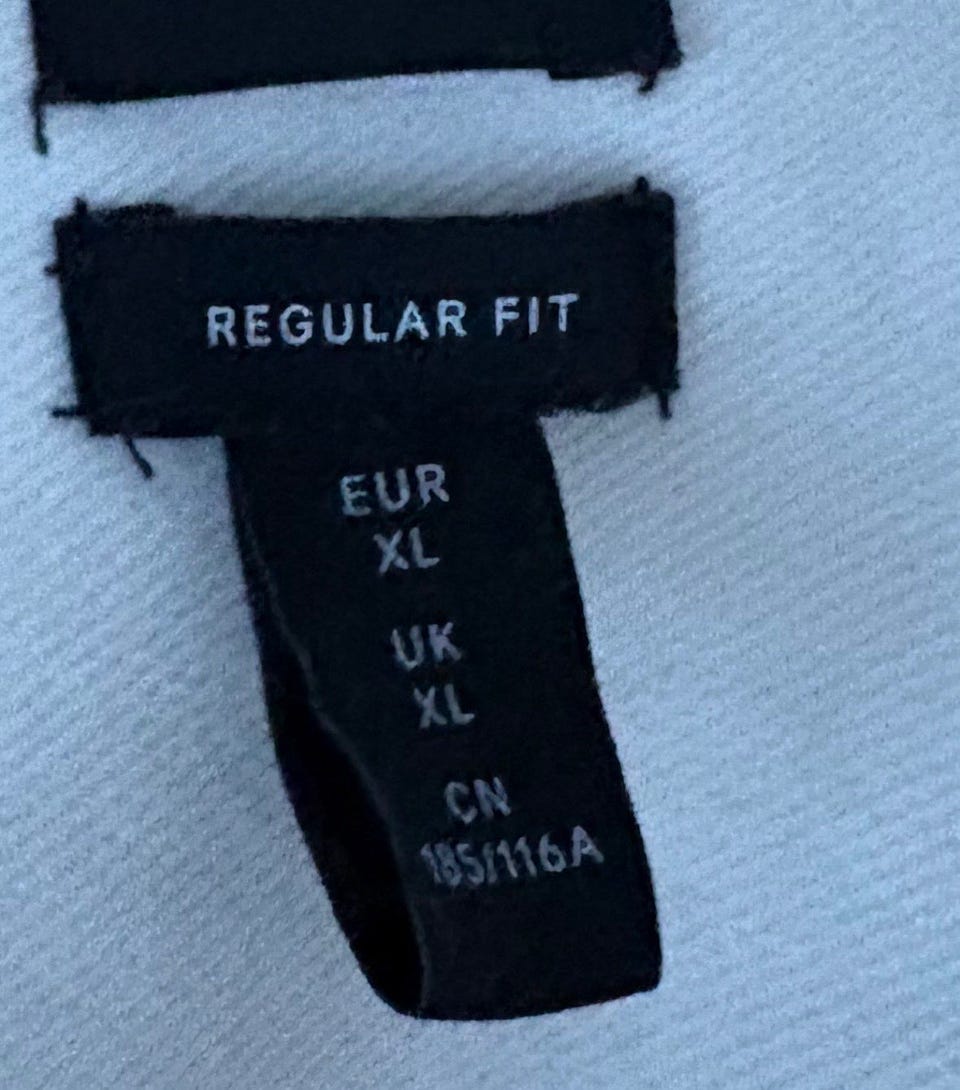 REGULAR FIT
EUR
XL
UK
XL
CN
185/116A